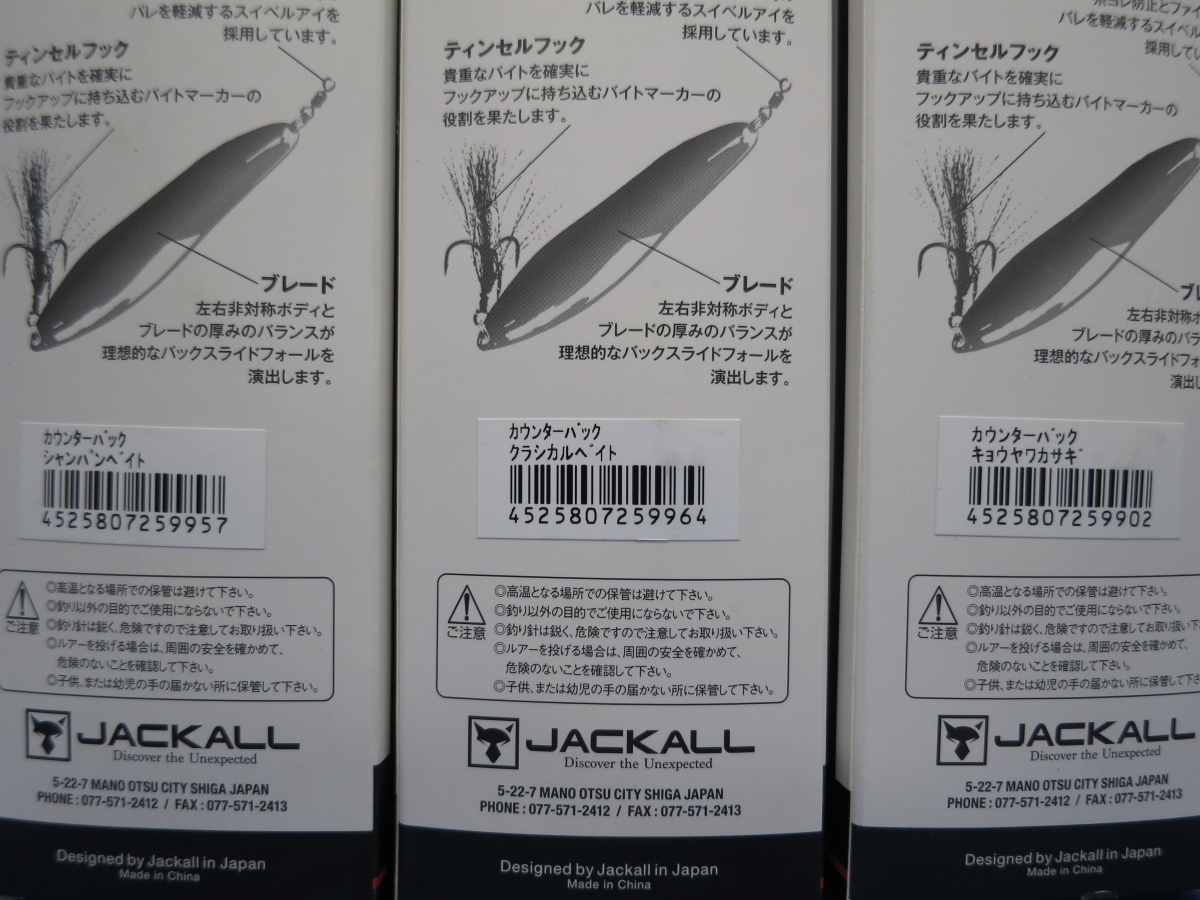 バレを軽減するスイベルアイを
採用しています。
ティンセルフック
貴重なバイトを確実に
フックアップに持ち込むバイトマーカーの
役割を果たします。
ブレード
左右非対称ボディと
ブレードの厚みのバランスが
理想的なバックスライドフォールを
演出します。
カウンターバック
シャンパンベイト
4525807259957
ご注意
◎高温となる場所での保管は避けて下さい。
◎釣り以外の目的でご使用にならないで下さい。
◎釣り針は鋭く、危険ですので注意してお取り扱い下さい。
◎ルアーを投げる場合は、周囲の安全を確かめて、
危険のないことを確認して下さい。
◎子供、または幼児の手の届かない所に保管して下さい。
JACKALL
Discover the Unexpected
5-22-7 MANO OTSU CITY SHIGA JAPAN
PHONE : 077-571-2412 / FAX : 077-571-2413
Designed by Jackall in Japan
Made in China
バレを軽減するスイベルアイを
採用しています。
ティンセルフック
貴重なバイトを確実に
フックアップに持ち込むバイトマーカーの
役割を果たします。
ブレード
左右非対称ボディと
ブレードの厚みのバランスが
理想的なバックスライドフォールを
演出します。
カウンターバック
クラシカルベイト
4525807259964
ご注意
◎高温となる場所での保管は避けて下さい。
◎釣り以外の目的でご使用にならないで下さい。
◎釣り針は鋭く、危険ですので注意してお取り扱い下さい。
◎ルアーを投げる場合は、周囲の安全を確かめて、
危険のないことを確認して下さい。
◎子供、または幼児の手の届かない所に保管して下さい。
JACKALL
Discover the Unexpected
5-22-7 MANO OTSU CITY SHIGA JAPAN
PHONE : 077-571-2412 / FAX : 077-571-2413
Designed by Jackall in Japan
Made in China
糸ヨレ防止とファイ
バレを軽減するスイベル
採用してい
ティンセルフック
貴重なバイトを確実に
フックアップに持ち込むバイトマーカーの
役割を果たします。
ブレ
左右非対称ボ
ブレードの厚みのバラ
理想的なバックスライドフォ
演出し
カウンターバック
キョウヤワカサギ
4525807259902
ご注意
◎高温となる場所での保管は避けて下さい。
◎釣り以外の目的でご使用にならないで下さい。
◎釣り針は鋭く、危険ですので注意してお取り扱い下
◎ルアーを投げる場合は、周囲の安全を確かめて、
危険のないことを確認して下さい。
◎子供、または幼児の手の届かない所に保管して下さ
JACKALL
Discover the Unexpected
5-22-7 MANO OTSU CITY SHIGA JAPAN
PHONE : 077-571-2412 / FAX : 077-571-2413
Designed by Jackall in Japan
Made in China